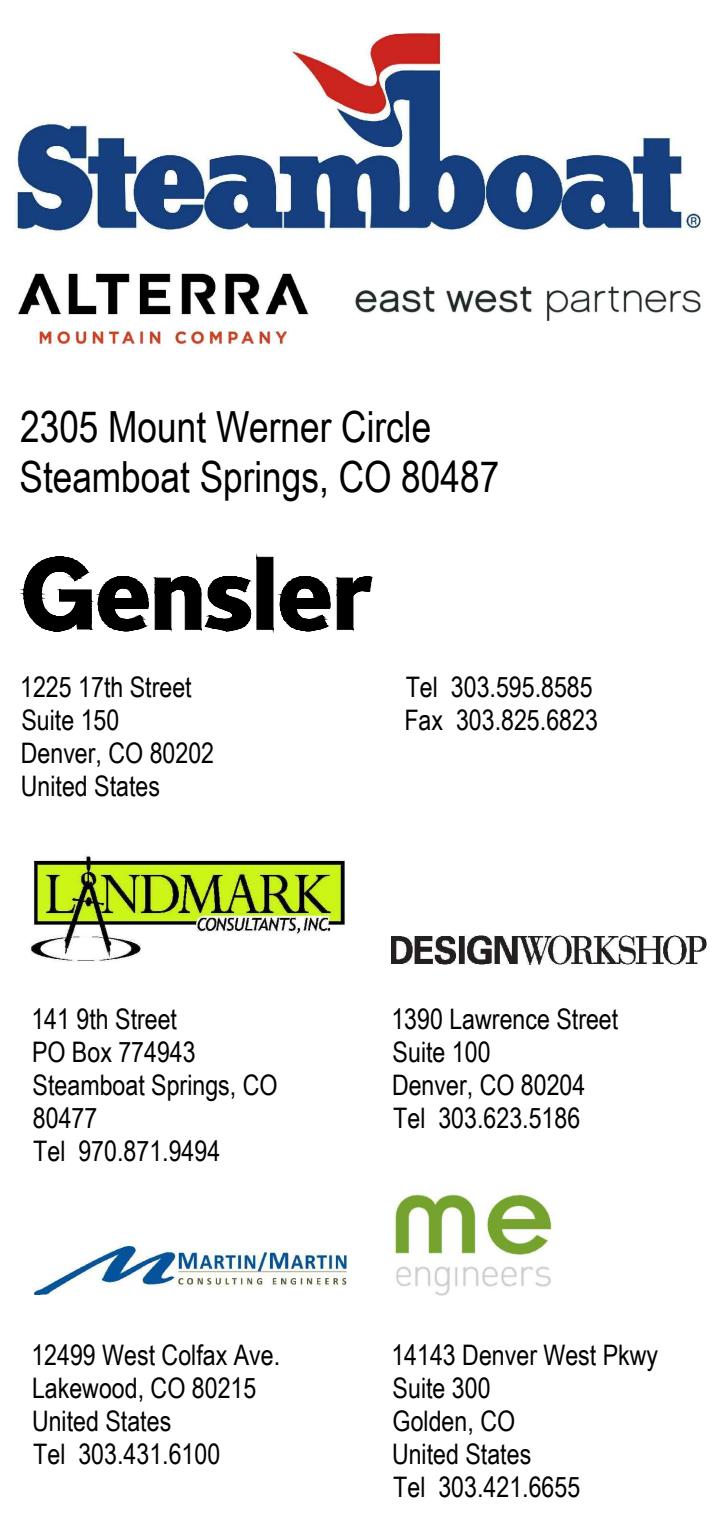 Steamboat®
ALTERRA
MOUNTAIN COMPANY
east west partners
2305 Mount Werner Circle
Steamboat Springs, CO 80487
Gensler
1225 17th Street
Suite 150
Denver, CO 80202
United States
Tel 303.595.8585
Fax 303.825.6823
LANDMARK
CONSULTANTS, INC.
141 9th Street
PO Box 774943
Steamboat Springs, CO
80477
Tel 970.871.9494
DESIGNWORKSHOP
1390 Lawrence Street
Suite 100
Denver, CO 80204
Tel 303.623.5186
MARTIN/MARTIN
CONSULTING ENGINEERS
12499 West Colfax Ave.
Lakewood, CO 80215
United States
Tel 303.431.6100
me
engineers
14143 Denver West Pkwy
Suite 300
Golden, CO
United States
Tel 303.421.6655